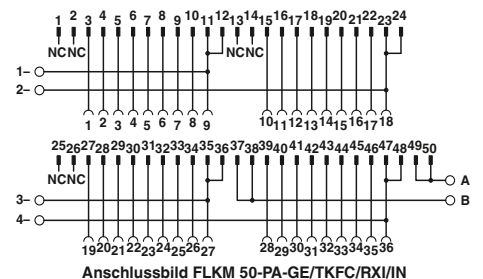 1 2 3 4 5 6 7 8 9 10 11 12 13 14 15 16 17 18 19 20 21 22 23 24
NC NC NC NC
1–
2–
1 2 3 4 5 6 7 8 9 10 11 12 13 14 15 16 17 18
25 26 27 28 29 30 31 32 33 34 35 36 37 38 39 40 41 42 43 44 45 46 47 48 49 50
NC NC
A
3– B
4–
19 20 21 22 23 24 25 26 27 28 29 30 31 32 33 34 35 36
Anschlussbild FLKM 50-PA-GE/TKFC/RXI/IN